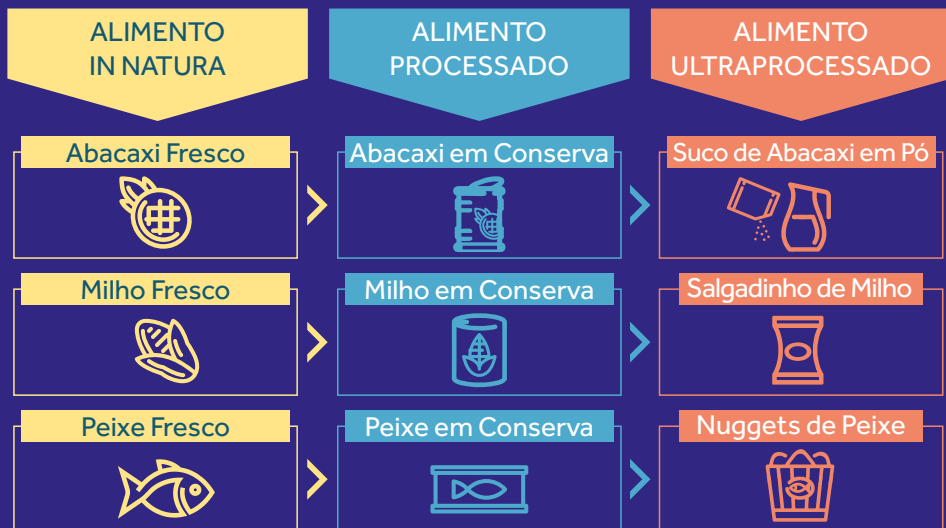 ALIMENTO
IN NATURA
ALIMENTO
PROCESSADO
ALIMENTO
ULTRAPROCESSADO
Abacaxi Fresco
Abacaxi em Conserva
Suco de Abacaxi em Pó
Milho Fresco
Milho em Conserva
Salgadinho de Milho
Peixe Fresco
Peixe em Conserva
Nuggets de Peixe